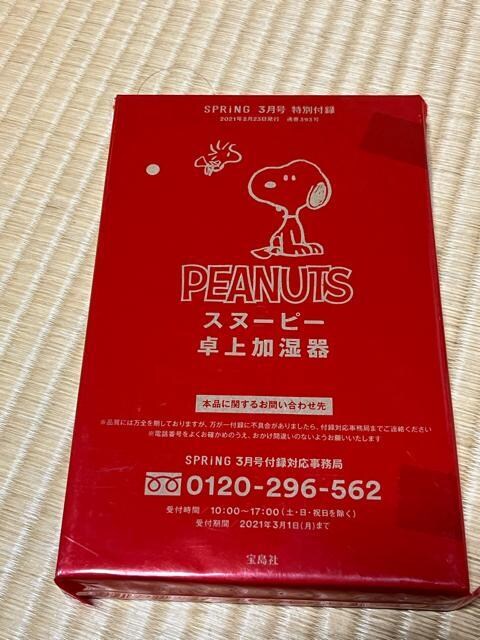 SPRiNG 3月号 特別付録
2021年2月23日発行 通巻393号
PEANUTS
スヌーピー
卓上加湿器
本品に関するお問い合わせ先
※品質には万全を期しておりますが、万が一付録に不具合がありましたら、付録対応事務局までご連絡ください
※電話番号をよくお確かめのうえ、おかけ間違いのないようお願いいたします
SPRiNG 3月号付録対応事務局
0120-296-562
受付時間/10:00〜17:00(土・日・祝日を除く)
受付期間/2021年3月1日(月)まで
宝島社